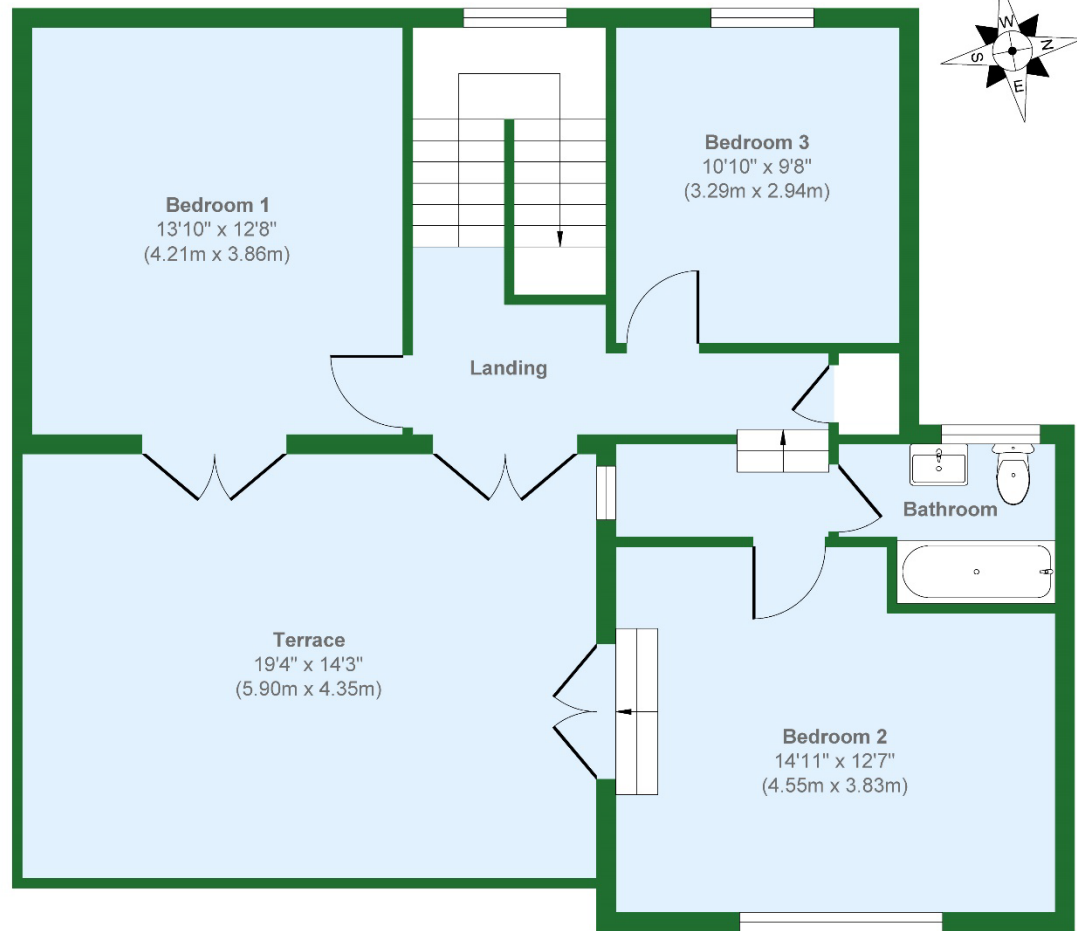 W
N
S
E
Bedroom 3
10'10" x 9'8"
(3.29m x 2.94m)
Bedroom 1
13'10" x 12'8"
(4.21m x 3.86m)
Landing
Bathroom
Terrace
19'4" x 14'3"
(5.90m x 4.35m)
Bedroom 2
14'11" x 12'7"
(4.55m x 3.83m)